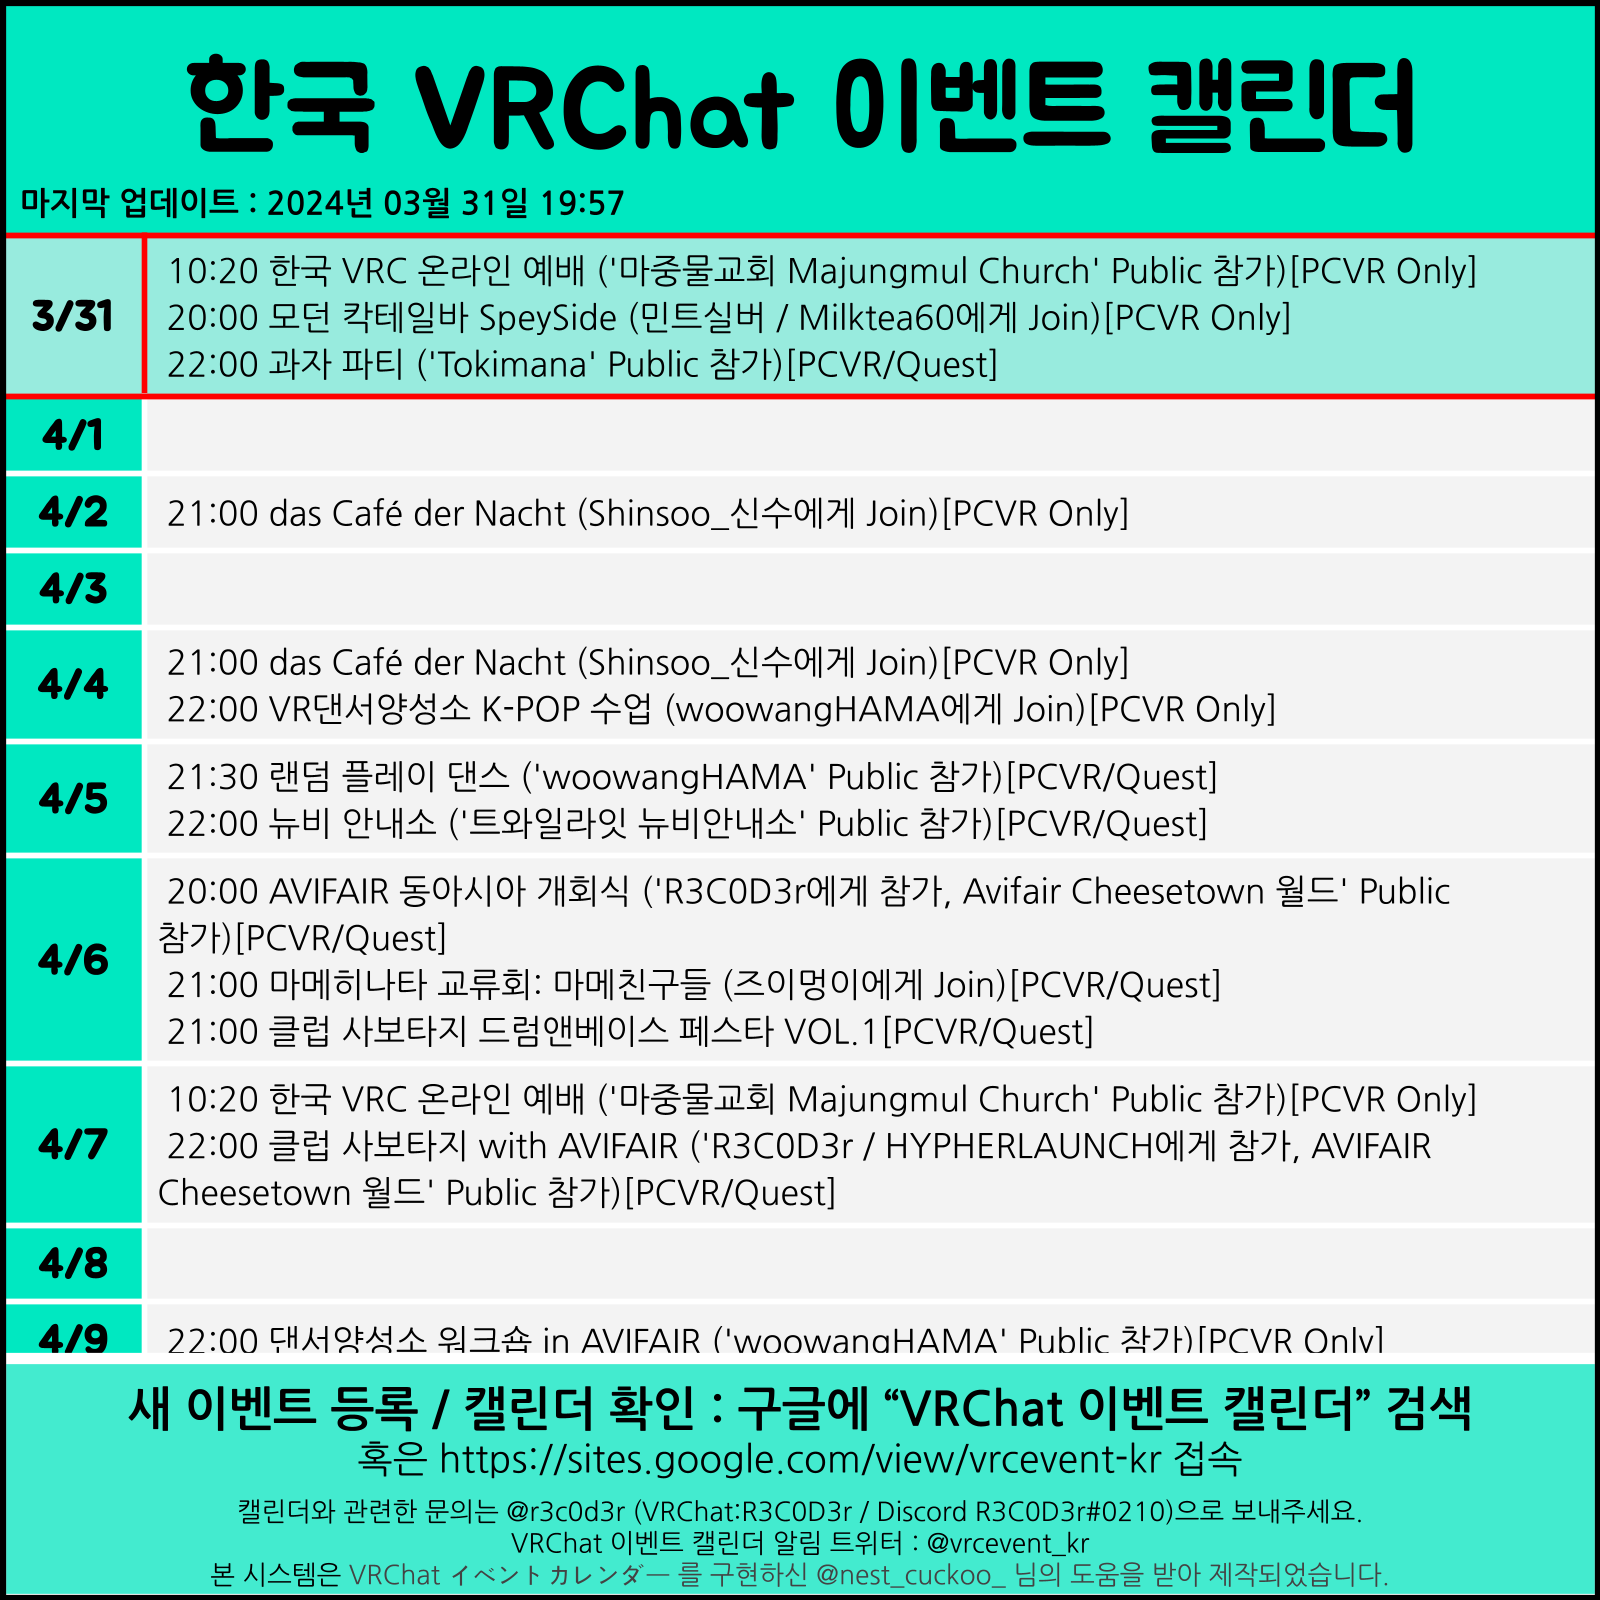 한국 VRChat 이벤트 캘린더
마지막 업데이트 : 2024년 03월 31일 19:57
3/31
10:20 한국 VRC 온라인 예배 ('마중물교회 Majungmul Church' Public 참가)[PCVR Only]
20:00 모던 칵테일바 SpeySide (민트실버 / Milktea60에게 Join)[PCVR Only]
22:00 과자 파티 ('Tokimana' Public 참가)[PCVR/Quest]
4/1
4/2
21:00 das Café der Nacht (Shinsoo_신수에게 Join)[PCVR Only]
4/3
4/4
21:00 das Café der Nacht (Shinsoo_신수에게 Join)[PCVR Only]
22:00 VR댄서양성소 K-POP 수업 (woowangHAMA에게 Join)[PCVR Only]
4/5
21:30 랜덤 플레이 댄스 ('woowangHAMA' Public 참가)[PCVR/Quest]
22:00 뉴비 안내소 ('트와일라잇 뉴비안내소' Public 참가)[PCVR/Quest]
4/6
20:00 AVIFAIR 동아시아 개회식 ('R3C0D3r에게 참가, Avifair Cheesetown 월드' Public
참가)[PCVR/Quest]
21:00 마메히나타 교류회: 마메친구들 (즈이멍이에게 Join)[PCVR/Quest]
21:00 클럽 사보타지 드럼앤베이스 페스타 VOL.1[PCVR/Quest]
4/7
10:20 한국 VRC 온라인 예배 ('마중물교회 Majungmul Church' Public 참가)[PCVR Only]
22:00 클럽 사보타지 with AVIFAIR ('R3C0D3r / HYPHERLAUNCH에게 참가, AVIFAIR
Cheesetown 월드' Public 참가)[PCVR/Quest]
4/8
4/9
22:00 댄서양성소 워크숍 in AVIFAIR ('woowangHAMA' Public 참가)[PCVR Only]
새 이벤트 등록 / 캘린더 확인 : 구글에 “VRChat 이벤트 캘린더” 검색
혹은 https://sites.google.com/view/vrcevent-kr 접속
캘린더와 관련한 문의는 @r3c0d3r (VRChat:R3C0D3r / Discord R3C0D3r#0210)으로 보내주세요.
VRChat 이벤트 캘린더 알림 트위터 : @vrcevent_kr
본 시스템은 VRChat イベントカレンダー 를 구현하신 @nest_cuckoo_ 님의 도움을 받아 제작되었습니다.